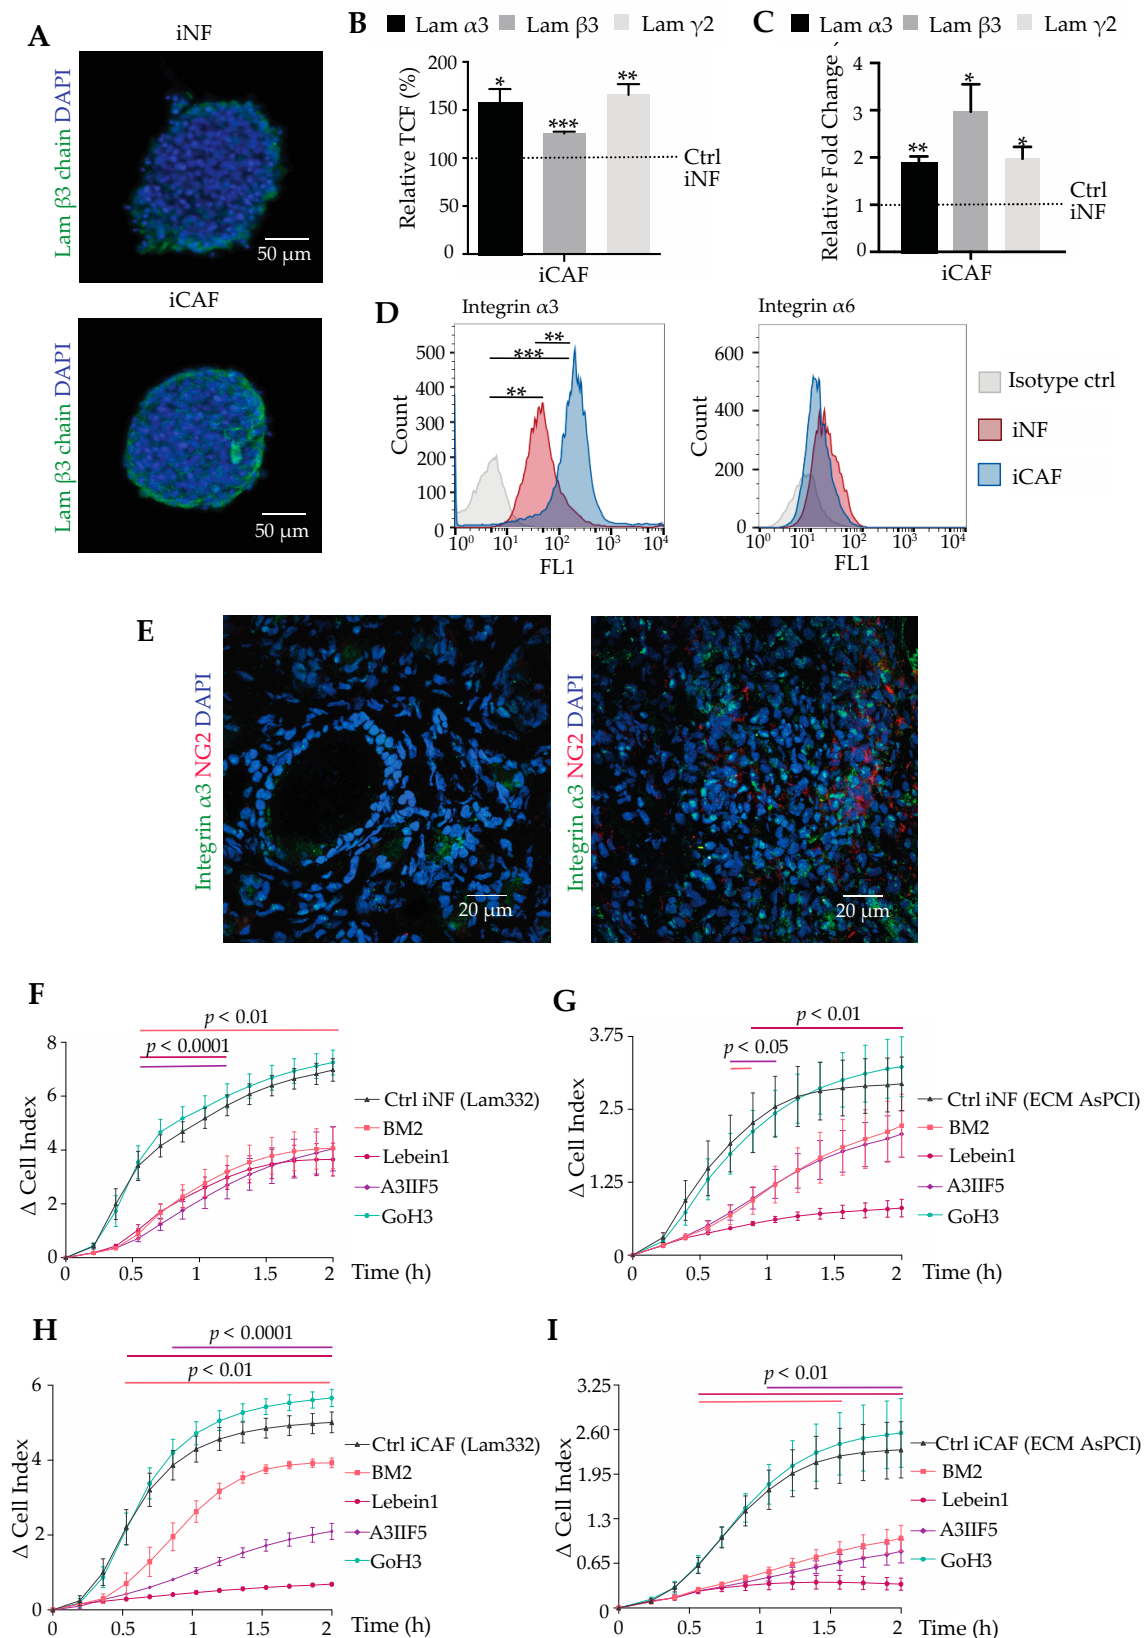 A
iNF
Lam β3 chain DAPI
50 µm
iCAF
Lam β3 chain DAPI
50 µm
B
Lam α3 Lam β3 Lam γ2
Relative TCF (%)
200
150
100
50
0
*
***
**
Ctrl
iNF
iCAF
C
Lam α3 Lam β3 Lam γ2
Relative Fold Change
4
3
2
1
0
**
*
*
Ctrl
iNF
iCAF
D
Integrin α3
Count
500
400
300
200
100
0
**
***
**
10⁰ 10¹ 10² 10³ 10⁴
FL1
Integrin α6
Count
600
400
200
0
10⁰ 10¹ 10² 10³ 10⁴
FL1
Isotype ctrl
iNF
iCAF
E
Integrin α3 NG2 DAPI
20 µm
Integrin α3 NG2 DAPI
20 µm
F
p < 0.01
p < 0.0001
Δ Cell Index
8
6
4
2
0
0 0.5 1 1.5 2 Time (h)
Ctrl iNF (Lam332)
BM2
Lebein1
A3IIF5
GoH3
G
p < 0.01
p < 0.05
Δ Cell Index
3.75
2.5
1.25
0
0 0.5 1 1.5 2 Time (h)
Ctrl iNF (ECM AsPCI)
BM2
Lebein1
A3IIF5
GoH3
H
p < 0.0001
p < 0.01
Δ Cell Index
6
4
2
0
0 0.5 1 1.5 2 Time (h)
Ctrl iCAF (Lam332)
BM2
Lebein1
A3IIF5
GoH3
I
p < 0.01
Δ Cell Index
3.25
2.60
1.95
1.3
0.65
0
0 0.5 1 1.5 2 Time (h)
Ctrl iCAF (ECM AsPCI)
BM2
Lebein1
A3IIF5
GoH3